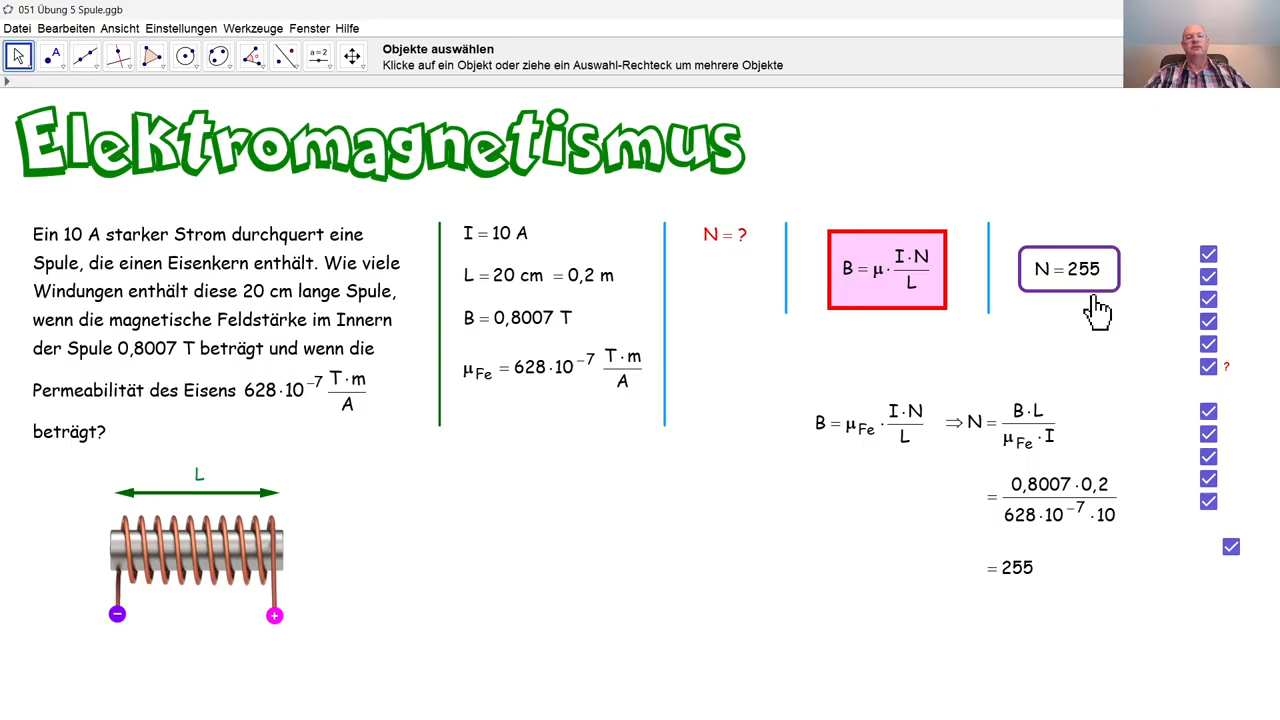 051 Übung 5 Spule.ggb
Datei Bearbeiten Ansicht Einstellungen Werkzeuge Fenster Hilfe
A
a=2
Objekte auswählen
Klicke auf ein Objekt oder ziehe ein Auswahl-Rechteck um mehrere Objekte
Elektromagnetismus
Ein 10 A starker Strom durchquert eine
Spule, die einen Eisenkern enthält. Wie viele
Windungen enthält diese 20 cm lange Spule,
wenn die magnetische Feldstärke im Innern
der Spule 0,8007 T beträgt und wenn die
Permeabilität des Eisens 628·10⁻⁷ T·m/A
beträgt?
L
−
+
I = 10 A
L = 20 cm = 0,2 m
B = 0,8007 T
μ_Fe = 628·10⁻⁷ T·m/A
N = ?
B = μ · I·N/L
N = 255
?
B = μ_Fe · I·N/L ⇒ N = B·L/μ_Fe·I
= 0,8007·0,2/628·10⁻⁷·10
= 255